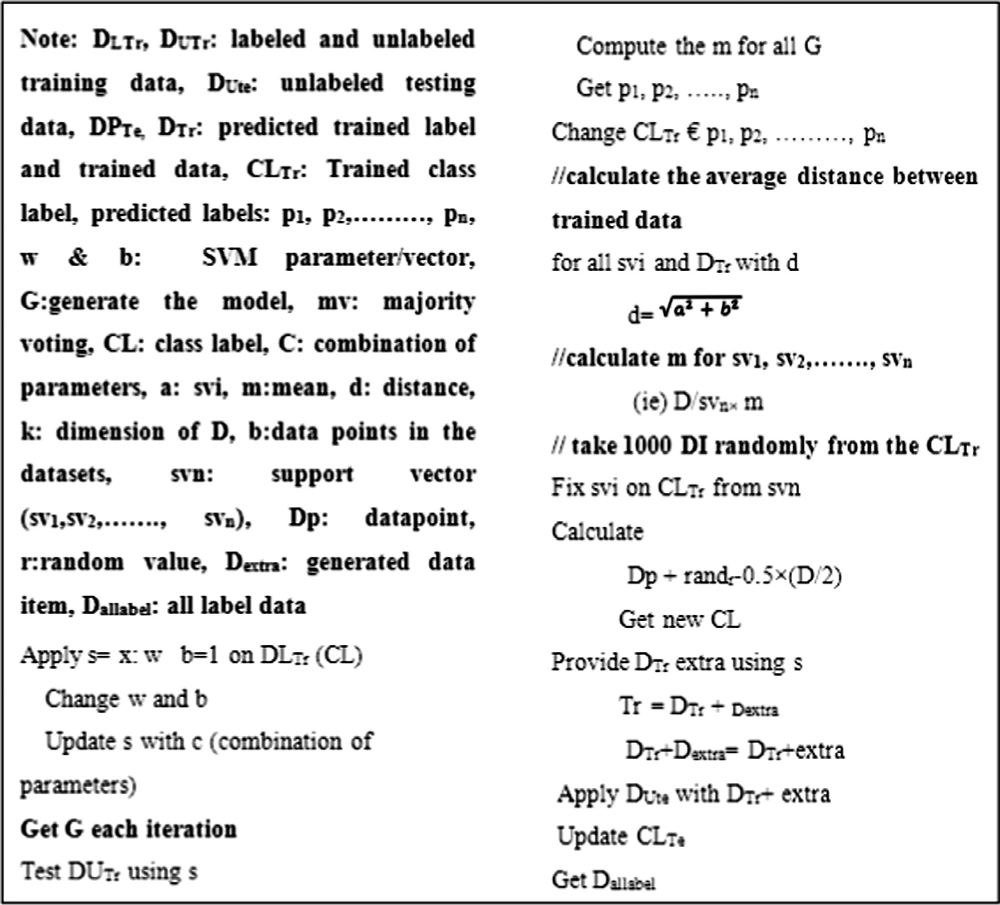 Note: DLTr, DUTr: labeled and unlabeled
training data, DUte: unlabeled testing
data, DPTe, DTr: predicted trained label
and trained data, CLTr: Trained class
label, predicted labels: p1, p2,.........., pn,
w & b: SVM parameter/vector,
G:generate the model, mv: majority
voting, CL: class label, C: combination of
parameters, a: svi, m:mean, d: distance,
k: dimension of D, b:data points in the
datasets, svn: support vector
(sv1,sv2,........, svn), Dp: datapoint,
r:random value, Dextra: generated data
item, Dallabel: all label data
Apply s= x: w b=1 on DLTr (CL)
Change w and b
Update s with c (combination of
parameters)
Get G each iteration
Test DUTr using s
Compute the m for all G
Get p1, p2, ....., pn
Change CLTr € p1, p2, .........., pn
//calculate the average distance between
trained data
for all svi and DTr with d
d= √a² + b²
//calculate m for sv1, sv2,........, svn
(ie) D/svn× m
// take 1000 DI randomly from the CLTr
Fix svi on CLTr from svn
Calculate
Dp + randr-0.5×(D/2)
Get new CL
Provide DTr extra using s
Tr = DTr + Dextra
DTr+Dextra= DTr+extra
Apply DUte with DTr+ extra
Update CLTe
Get Dallabel